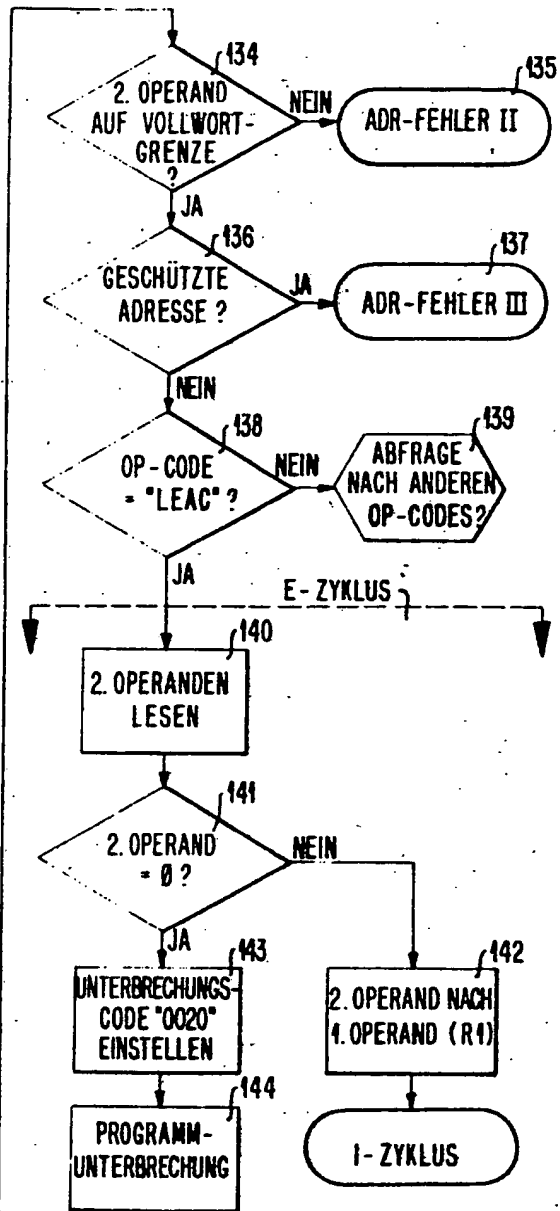 134
2. OPERAND
AUF VOLLWORT-
GRENZE
?
NEIN
135
ADR-FEHLER II
JA
136
GESCHÜTZTE
ADRESSE ?
JA
137
ADR-FEHLER III
NEIN
138
OP-CODE
= "LEAC" ?
NEIN
139
ABFRAGE
NACH ANDEREN
OP-CODES?
JA
E-ZYKLUS
140
2. OPERANDEN
LESEN
141
2. OPERAND
= Ø ?
NEIN
JA
143
UNTERBRECHUNGS-
CODE "0020"
EINSTELLEN
142
2. OPERAND NACH
1. OPERAND (R1)
144
PROGRAMM-
UNTERBRECHUNG
I-ZYKLUS